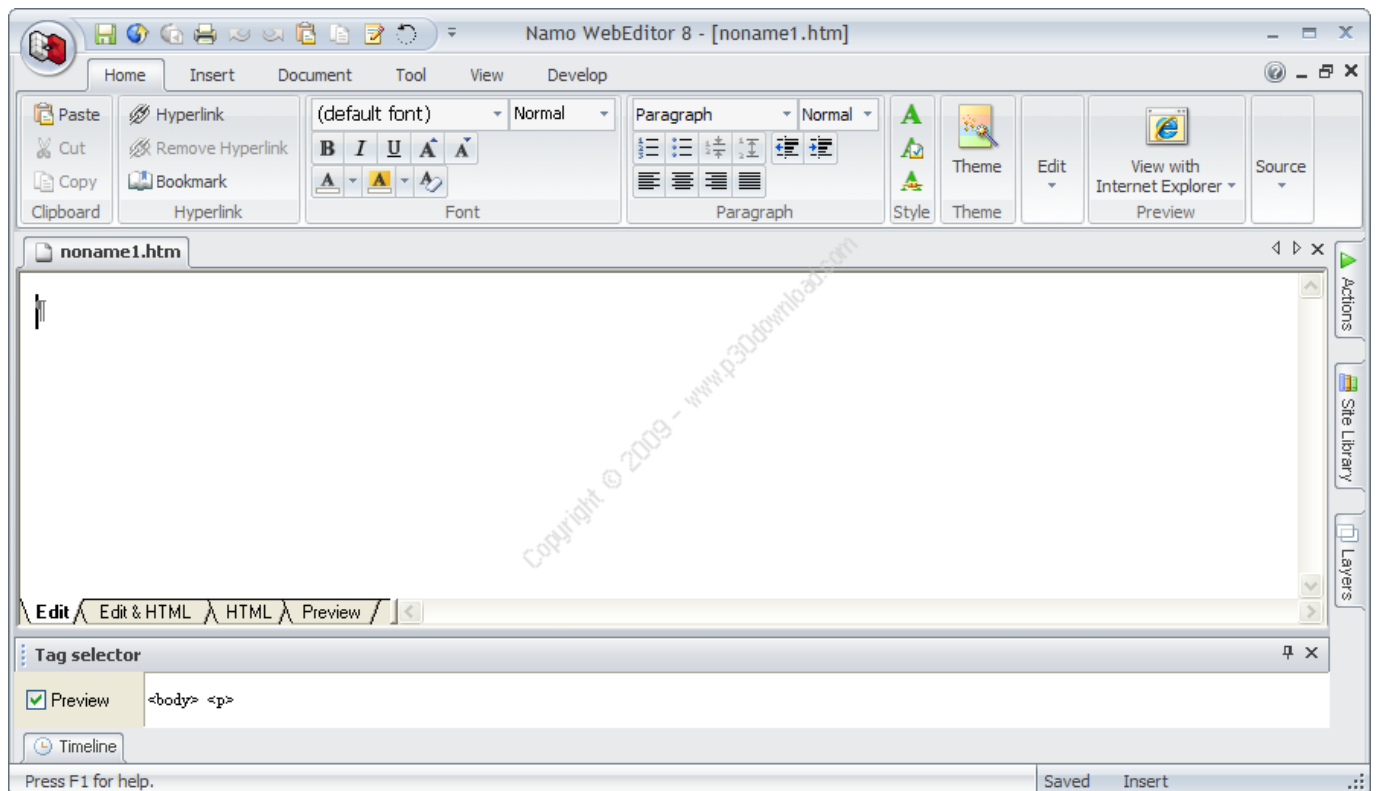 Namo WebEditor 8 - [noname1.htm]
Home Insert Document Tool View Develop
Paste Hyperlink (default font) Normal Paragraph Normal
Cut Remove Hyperlink B I U A A Theme Edit View with Internet Explorer Source
Copy Bookmark A A
Clipboard Hyperlink Font Paragraph Style Theme Preview
noname1.htm
¶
Actions
Site Library
Layers
Copyright © 2009 - www.p30download.com
Edit Edit & HTML HTML Preview
Tag selector
Preview <body> <p>
Timeline
Press F1 for help. Saved Insert